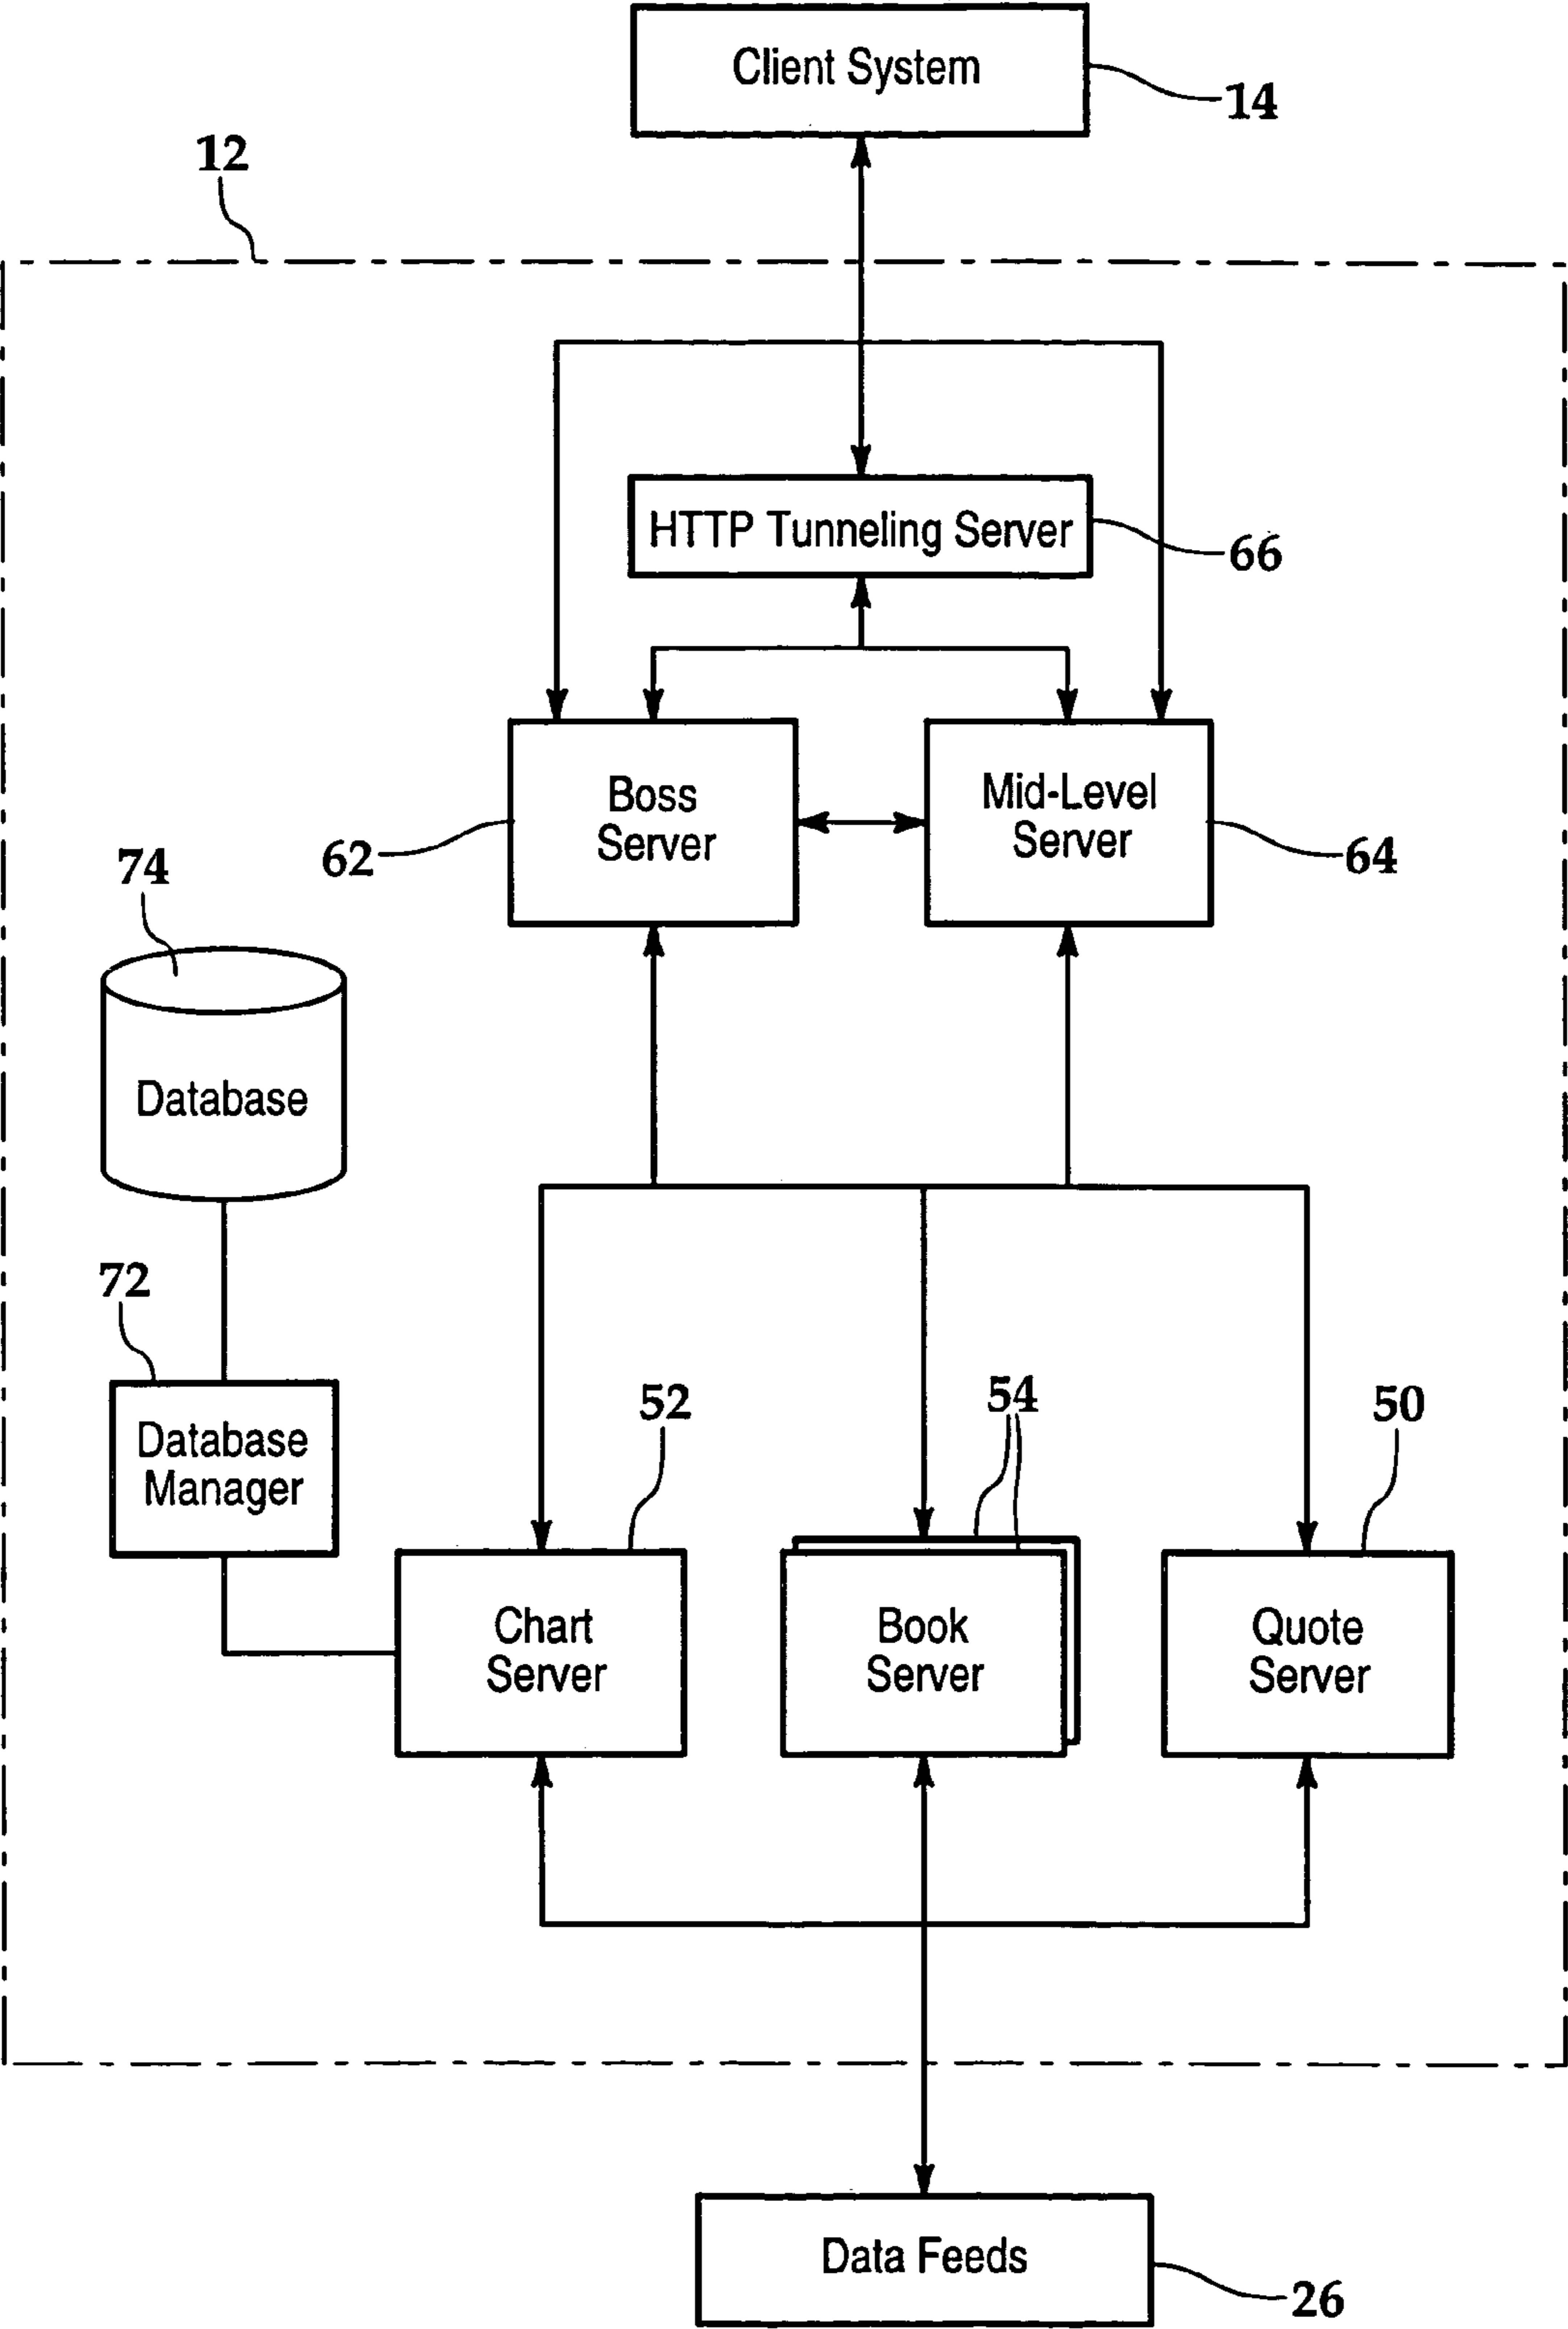 Client System
14
12
HTTP Tunneling Server
66
Boss
Server
62
Mid-Level
Server
64
74
Database
72
Database
Manager
52
Chart
Server
54
Book
Server
50
Quote
Server
Data Feeds
26